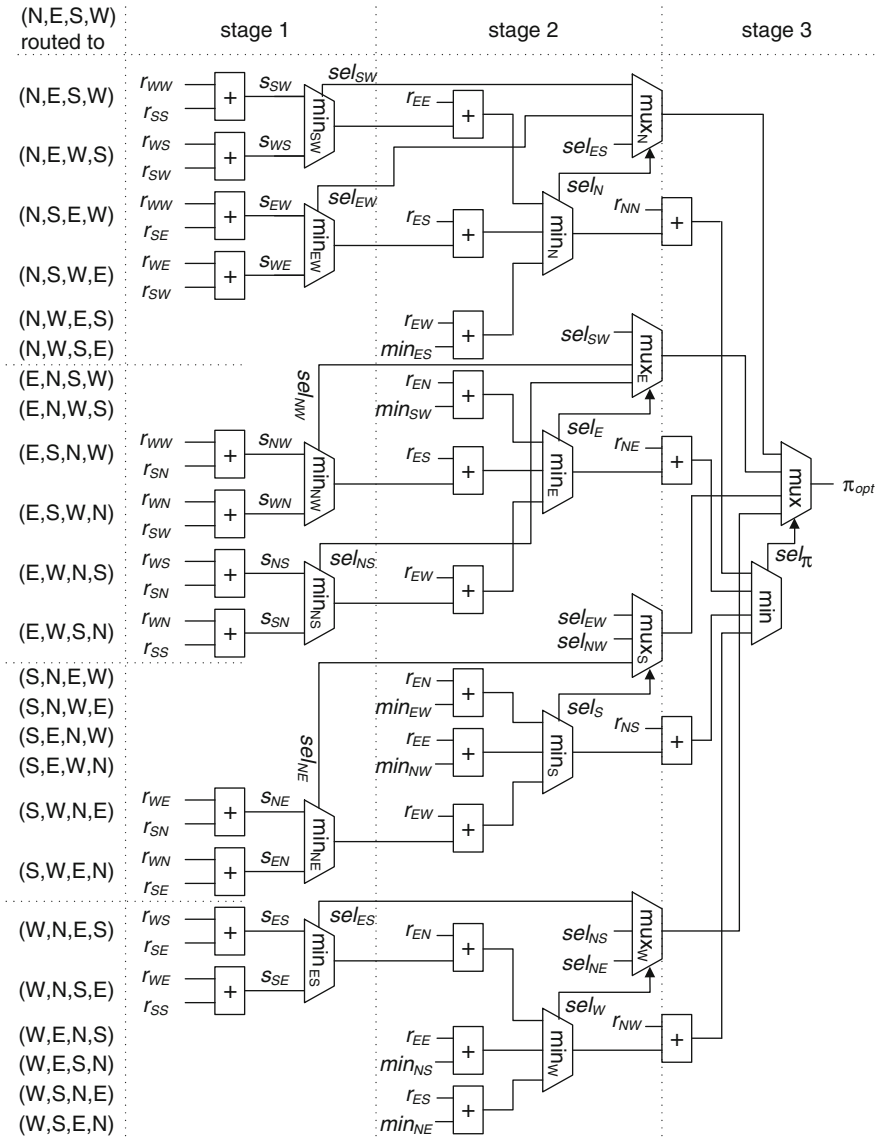 (N,E,S,W)
routed to
stage 1
stage 2
stage 3
(N,E,S,W)
r_WW
r_SS
+
s_SW
min_SW
sel_SW
r_EE
+
mux_N
(N,E,W,S)
r_WS
r_SW
+
s_WS
sel_ES
sel_N
(N,S,E,W)
r_WW
r_SE
+
s_EW
min_EW
sel_EW
r_ES
+
min_N
r_NN
+
(N,S,W,E)
r_WE
r_SW
+
s_WE
(N,W,E,S)
(N,W,S,E)
r_EW
min_ES
+
sel_SW
mux_E
(E,N,S,W)
(E,N,W,S)
sel_NW
r_EN
min_SW
+
sel_E
(E,S,N,W)
r_WW
r_SN
+
s_NW
min_NW
r_ES
+
min_E
r_NE
+
mux
π_opt
(E,S,W,N)
r_WN
r_SW
+
s_WN
(E,W,N,S)
r_WS
r_SN
+
s_NS
min_NS
sel_NS
r_EW
+
sel_π
min
(E,W,S,N)
r_WN
r_SS
+
s_SN
sel_EW
sel_NW
mux_S
(S,N,E,W)
(S,N,W,E)
r_EN
min_EW
+
sel_S
(S,E,N,W)
(S,E,W,N)
sel_NE
r_EE
min_NW
+
min_S
r_NS
+
(S,W,N,E)
r_WE
r_SN
+
s_NE
min_NE
r_EW
+
(S,W,E,N)
r_WN
r_SE
+
s_EN
(W,N,E,S)
r_WS
r_SE
+
s_ES
min_ES
sel_ES
r_EN
+
sel_NS
sel_NE
mux_W
(W,N,S,E)
r_WE
r_SS
+
s_SE
sel_W
(W,E,N,S)
(W,E,S,N)
r_EE
min_NS
+
min_W
r_NW
+
(W,S,N,E)
(W,S,E,N)
r_ES
min_NE
+